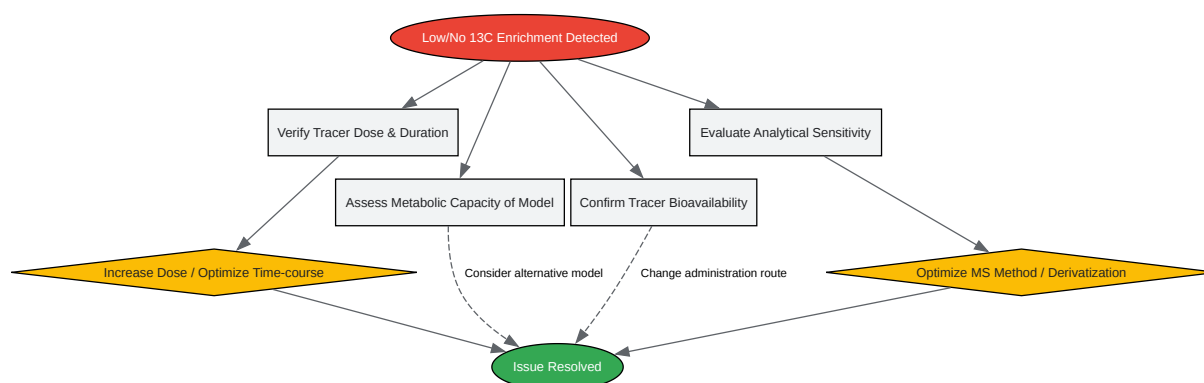 Low/No 13C Enrichment Detected
Verify Tracer Dose & Duration
Evaluate Analytical Sensitivity
Assess Metabolic Capacity of Model
Confirm Tracer Bioavailability
Increase Dose / Optimize Time-course
Consider alternative model
Change administration route
Optimize MS Method / Derivatization
Issue Resolved